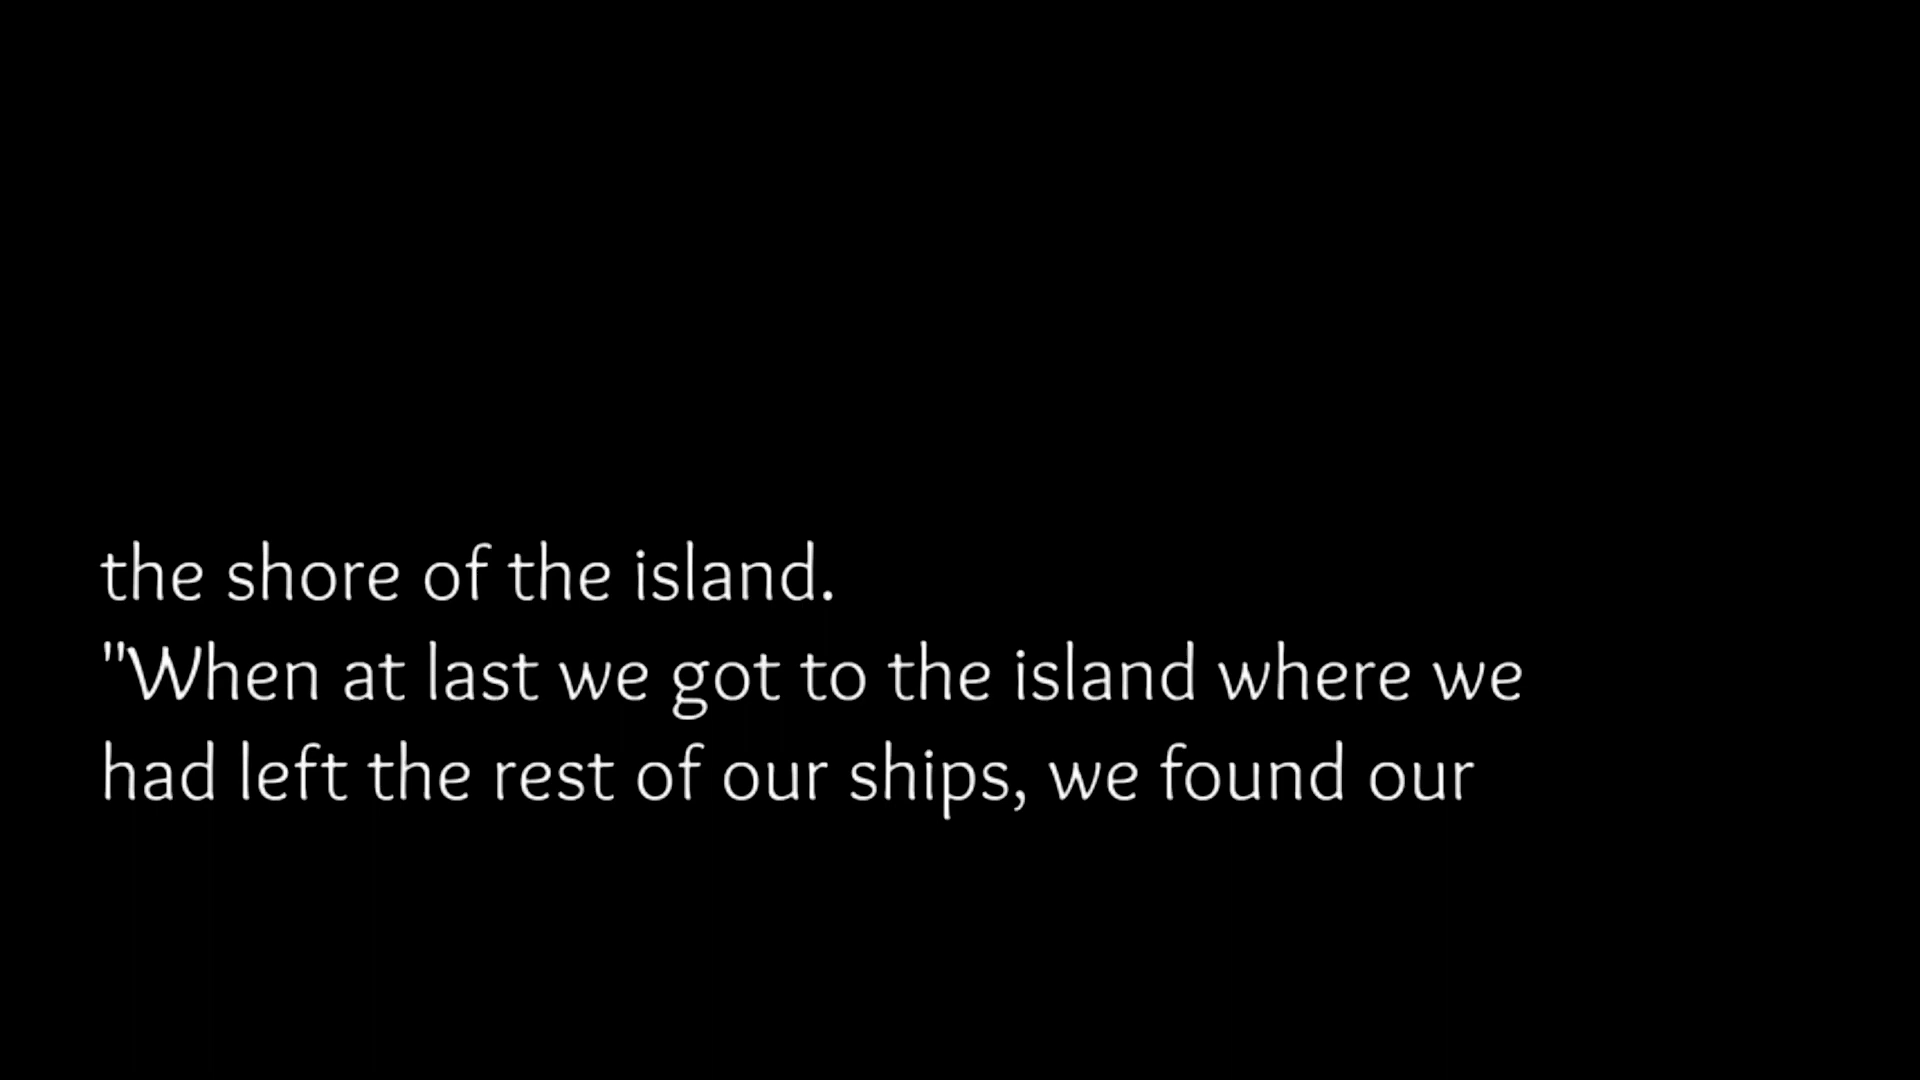 the shore of the island.
"When at last we got to the island where we
had left the rest of our ships, we found our